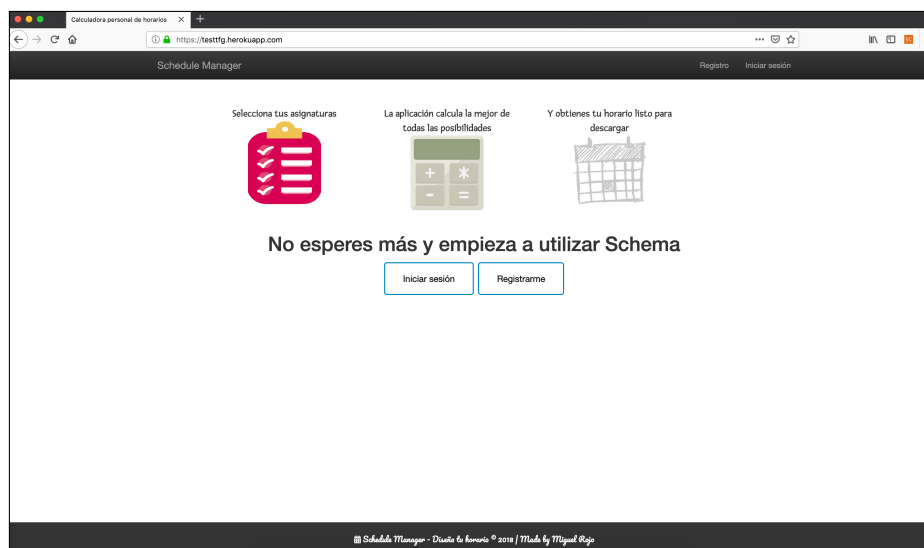 Calculadora personal de horarios
https://testtfg.herokuapp.com
Schedule Manager
Registro
Iniciar sesión
Selecciona tus asignaturas
La aplicación calcula la mejor de
todas las posibilidades
Y obtienes tu horario listo para
descargar
No esperes más y empieza a utilizar Schema
Iniciar sesión
Registrarme
Schedule Manager - Diseña tu horario © 2018 | Made by Miguel Rojo